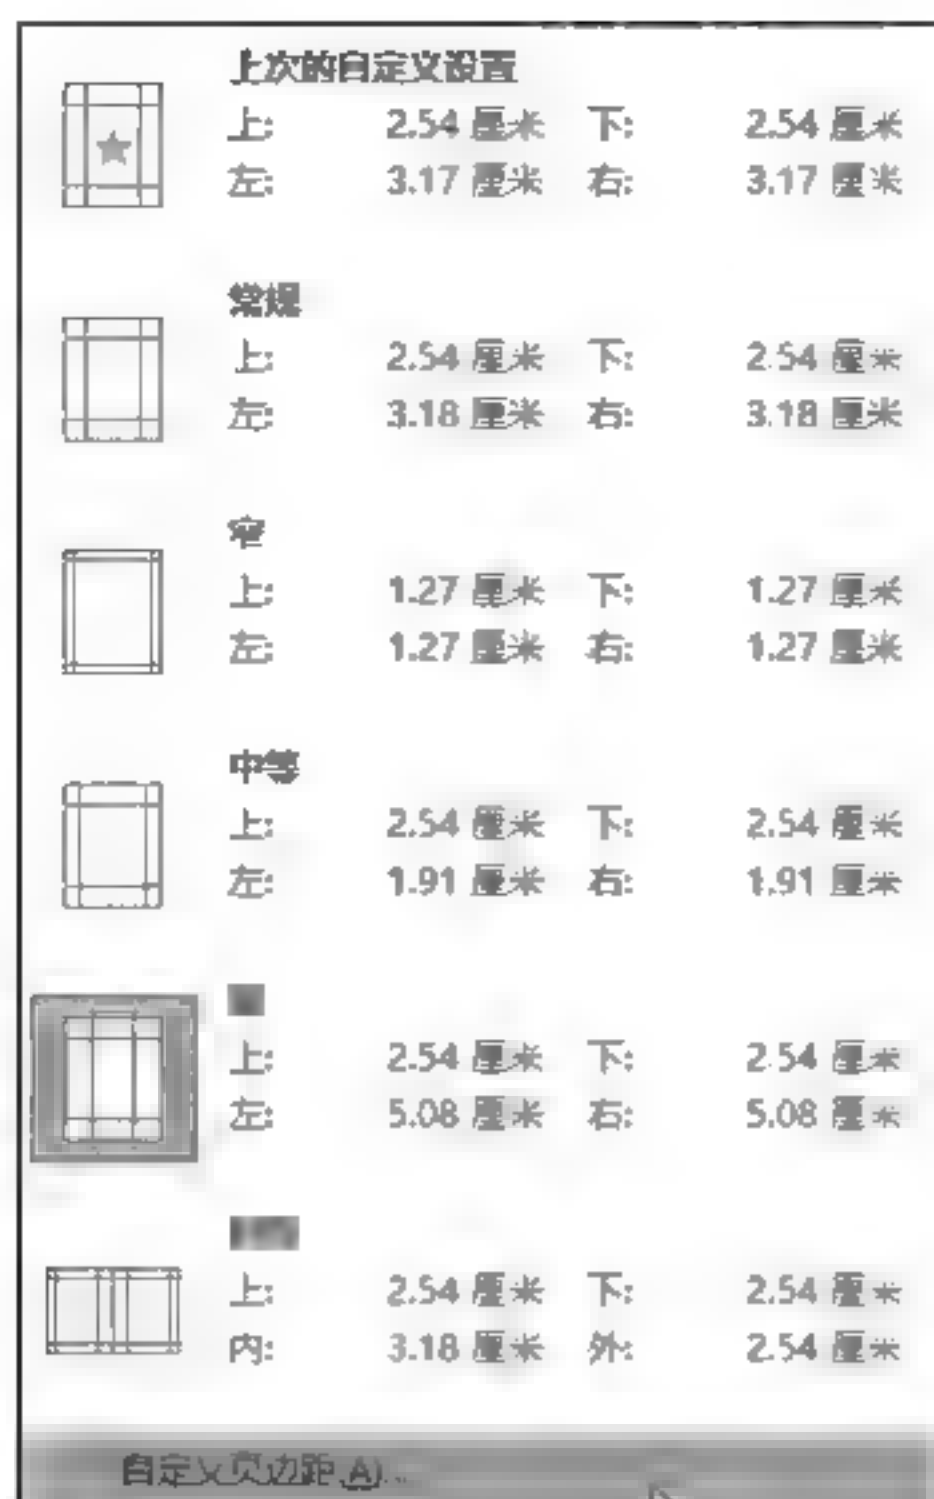 上次的自定义设置
上: 2.54 厘米 下: 2.54 厘米
左: 3.17 厘米 右: 3.17 厘米
常规
上: 2.54 厘米 下: 2.54 厘米
左: 3.18 厘米 右: 3.18 厘米
窄
上: 1.27 厘米 下: 1.27 厘米
左: 1.27 厘米 右: 1.27 厘米
中等
上: 2.54 厘米 下: 2.54 厘米
左: 1.91 厘米 右: 1.91 厘米
上: 2.54 厘米 下: 2.54 厘米
左: 5.08 厘米 右: 5.08 厘米
上: 2.54 厘米 下: 2.54 厘米
内: 3.18 厘米 外: 2.54 厘米
自定义页边距(A)...